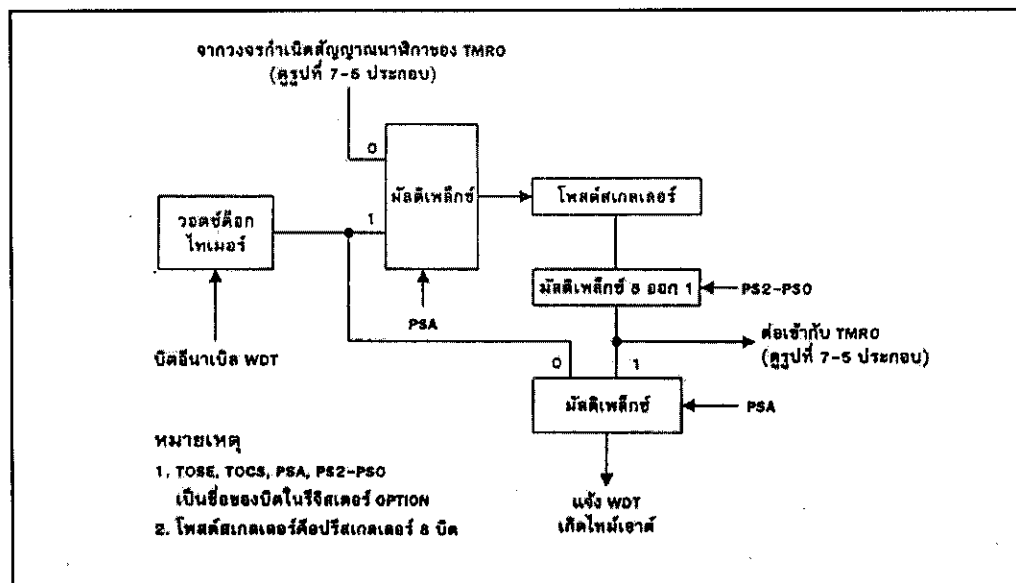 จากวงจรกำเนิดสัญญาณนาฬิกาของ TMR0
(ดูรูปที่ 7-5 ประกอบ)
0
มัลติเพล็กซ์
โพสต์สเกลเลอร์
วอตช์ด็อก
ไทเมอร์
1
มัลติเพล็กซ์ 8 ออก 1
PS2-PS0
PSA
ต่อเข้ากับ TMR0
(ดูรูปที่ 7-5 ประกอบ)
บิตอีนาเบิล WDT
0
1
มัลติเพล็กซ์
PSA
หมายเหตุ
1. TOSE, TOCS, PSA, PS2-PS0
เป็นชื่อของบิตในรีจิสเตอร์ OPTION
2. โพสต์สเกลเลอร์คือปรีสเกลเลอร์ 8 บิต
แจ้ง WDT
เกิดไทม์เอาต์